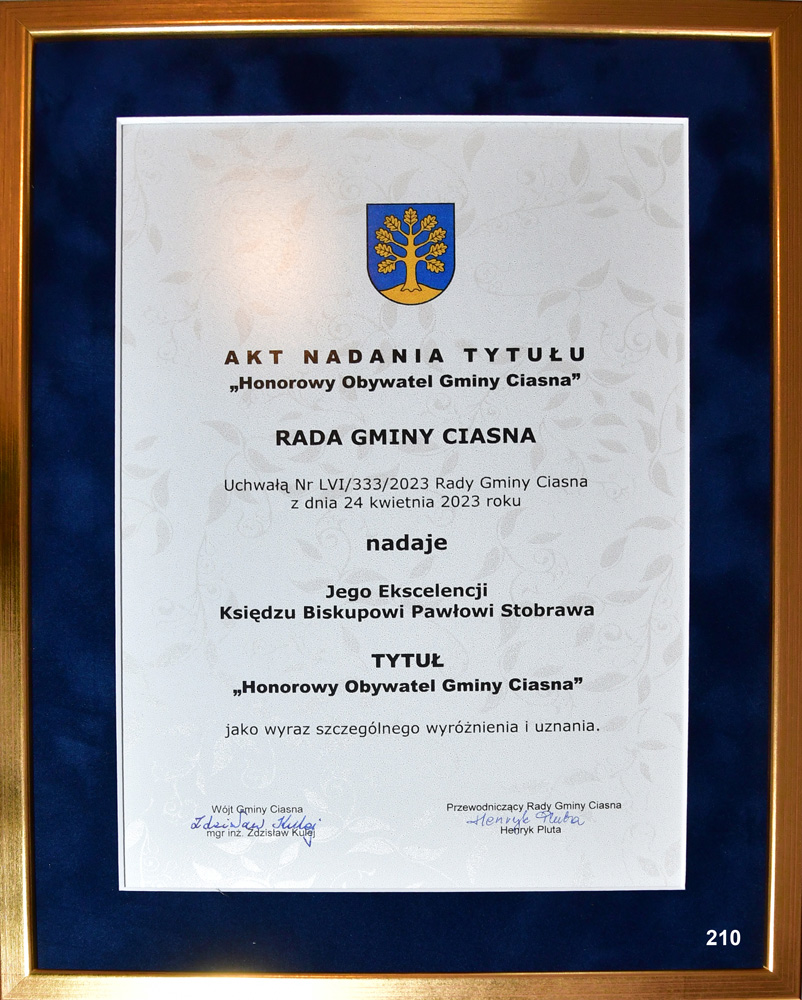 AKT NADANIA TYTUŁU
„Honorowy Obywatel Gminy Ciasna”
RADA GMINY CIASNA
Uchwałą Nr LVI/333/2023 Rady Gminy Ciasna
z dnia 24 kwietnia 2023 roku
nadaje
Jego Ekscelencji
Księdzu Biskupowi Pawłowi Stobrawa
TYTUŁ
„Honorowy Obywatel Gminy Ciasna”
jako wyraz szczególnego wyróżnienia i uznania.
Wójt Gminy Ciasna
Zdzisław Kulej
mgr inż. Zdzisław Kulej
Przewodniczący Rady Gminy Ciasna
Henryk Pluta
Henryk Pluta
210